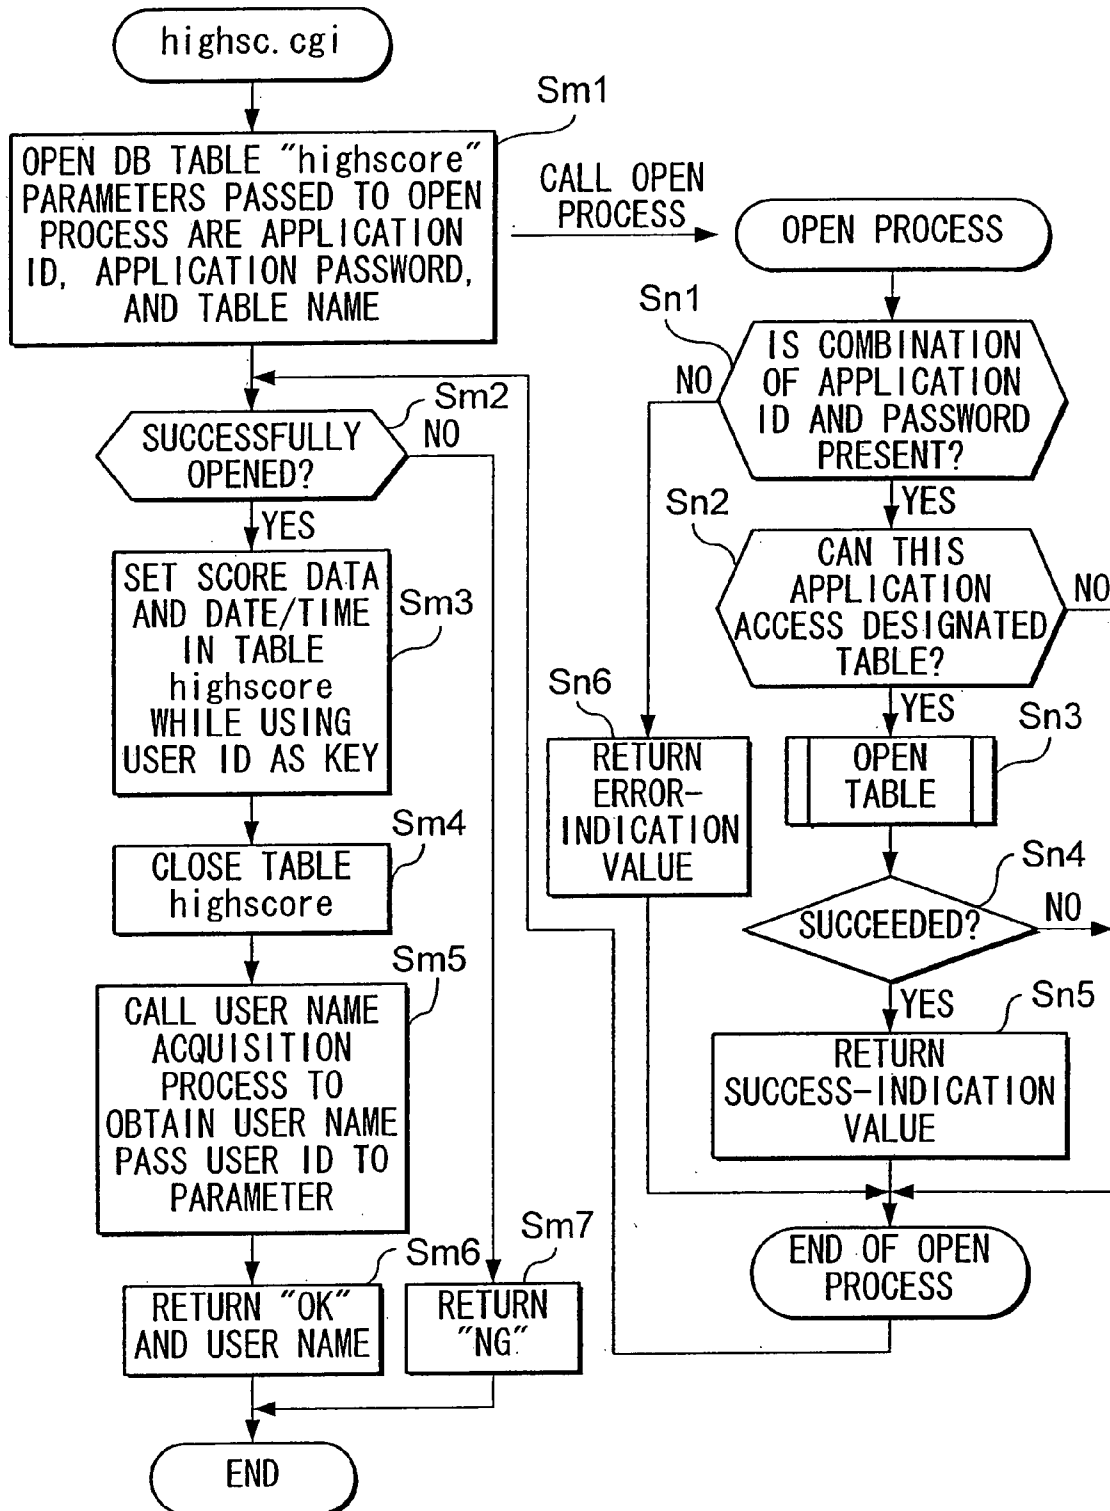 highsc.cgi
Sm1
OPEN DB TABLE "highscore"
PARAMETERS PASSED TO OPEN
PROCESS ARE APPLICATION
ID, APPLICATION PASSWORD,
AND TABLE NAME
CALL OPEN
PROCESS
Sm2
SUCCESSFULLY
OPENED?
NO
YES
SET SCORE DATA
AND DATE/TIME
IN TABLE
highscore
WHILE USING
USER ID AS KEY
Sm3
Sm4
CLOSE TABLE
highscore
Sm5
CALL USER NAME
ACQUISITION
PROCESS TO
OBTAIN USER NAME
PASS USER ID TO
PARAMETER
Sm6
RETURN "OK"
AND USER NAME
Sm7
RETURN
"NG"
END
OPEN PROCESS
Sn1
IS COMBINATION
OF APPLICATION
ID AND PASSWORD
PRESENT?
NO
YES
Sn2
CAN THIS
APPLICATION
ACCESS DESIGNATED
TABLE?
NO
YES
Sn6
RETURN
ERROR-
INDICATION
VALUE
Sn3
OPEN
TABLE
Sn4
SUCCEEDED?
NO
YES
Sn5
RETURN
SUCCESS-INDICATION
VALUE
END OF OPEN
PROCESS